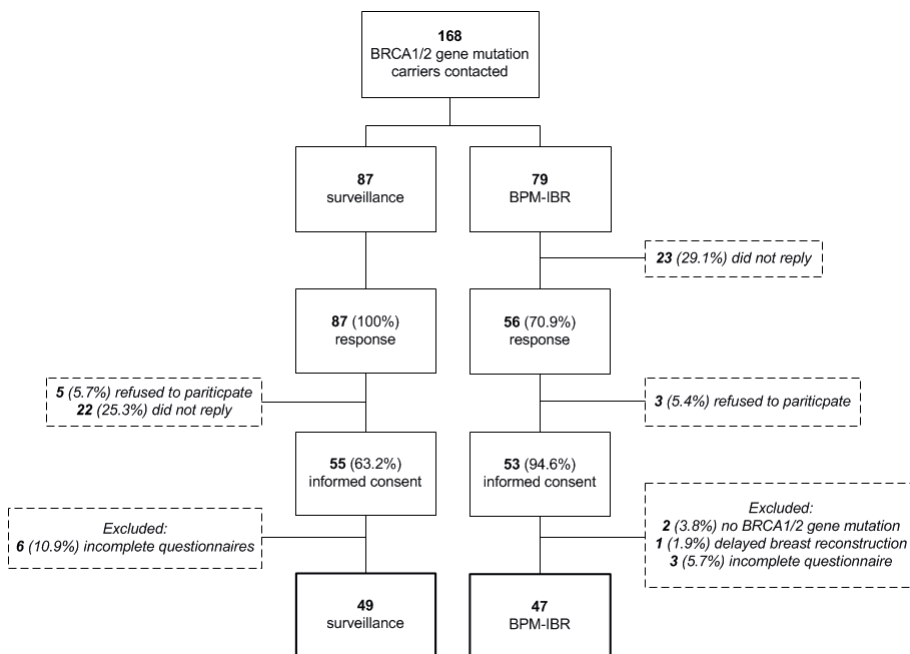 168
BRCA1/2 gene mutation
carriers contacted
87
surveillance
79
BPM-IBR
23 (29.1%) did not reply
87 (100%)
response
56 (70.9%)
response
5 (5.7%) refused to pariticpate
22 (25.3%) did not reply
3 (5.4%) refused to pariticpate
55 (63.2%)
informed consent
53 (94.6%)
informed consent
Excluded:
6 (10.9%) incomplete questionnaires
Excluded:
2 (3.8%) no BRCA1/2 gene mutation
1 (1.9%) delayed breast reconstruction
3 (5.7%) incomplete questionnaire
49
surveillance
47
BPM-IBR